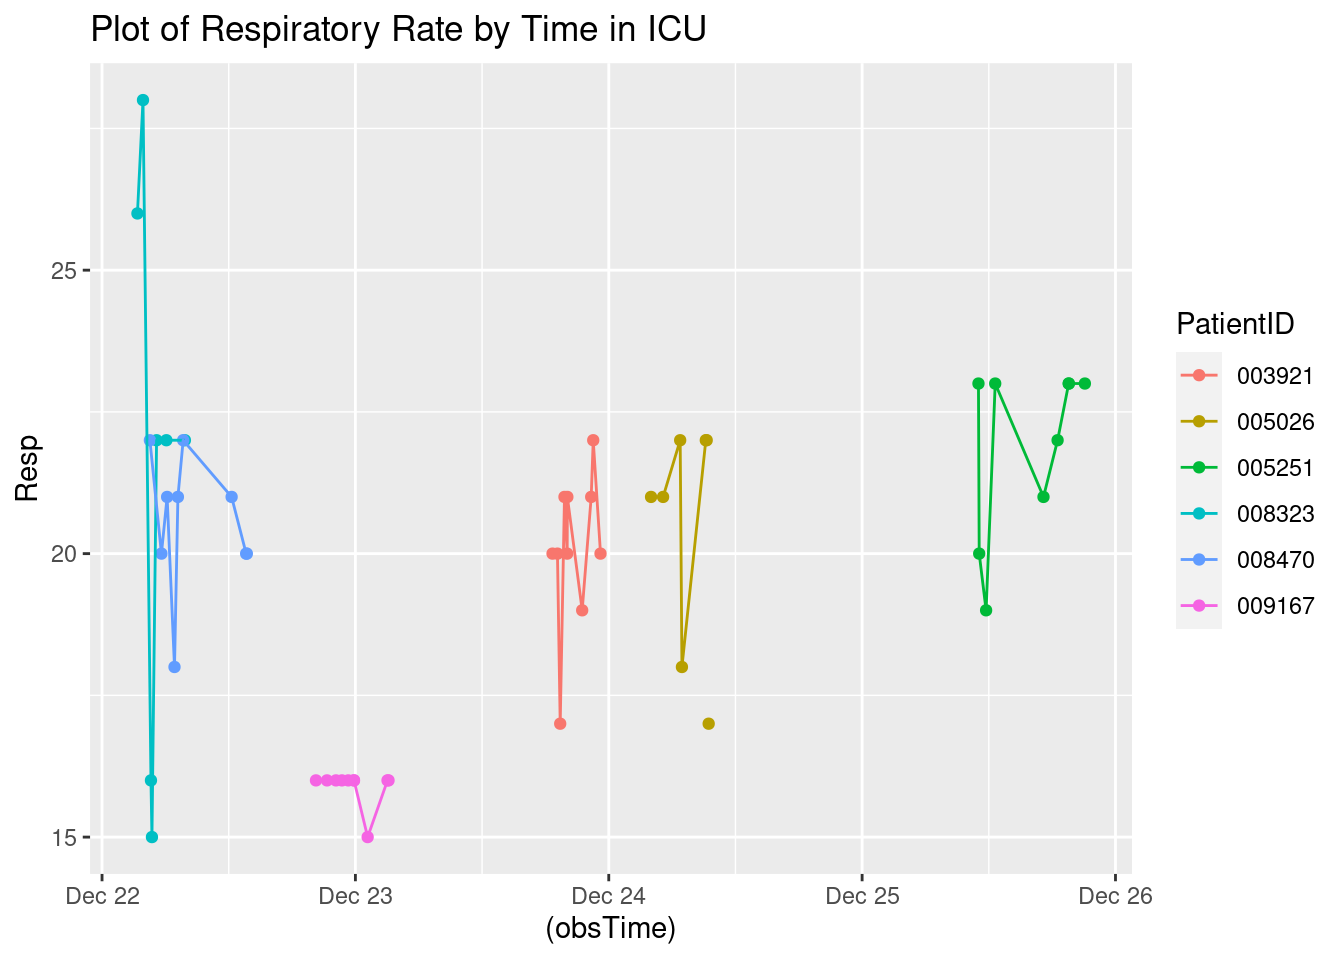 Plot of Respiratory Rate by Time in ICU
Resp
25
20
15
Dec 22
Dec 23
Dec 24
Dec 25
Dec 26
(obsTime)
PatientID
003921
005026
005251
008323
008470
009167